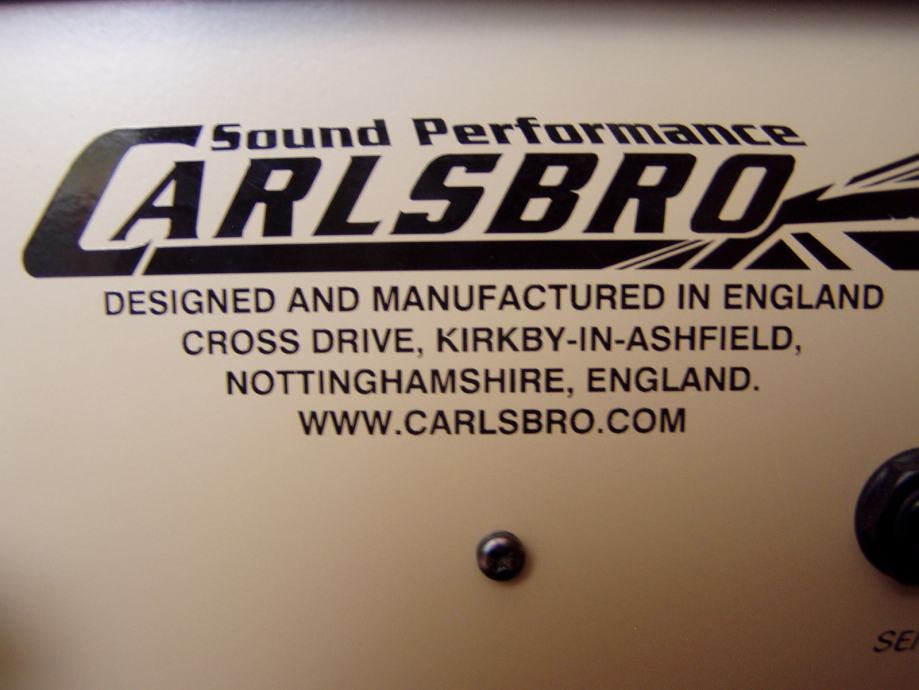 Sound Performance
CARLSBRO
DESIGNED AND MANUFACTURED IN ENGLAND
CROSS DRIVE, KIRKBY-IN-ASHFIELD,
NOTTINGHAMSHIRE, ENGLAND.
WWW.CARLSBRO.COM